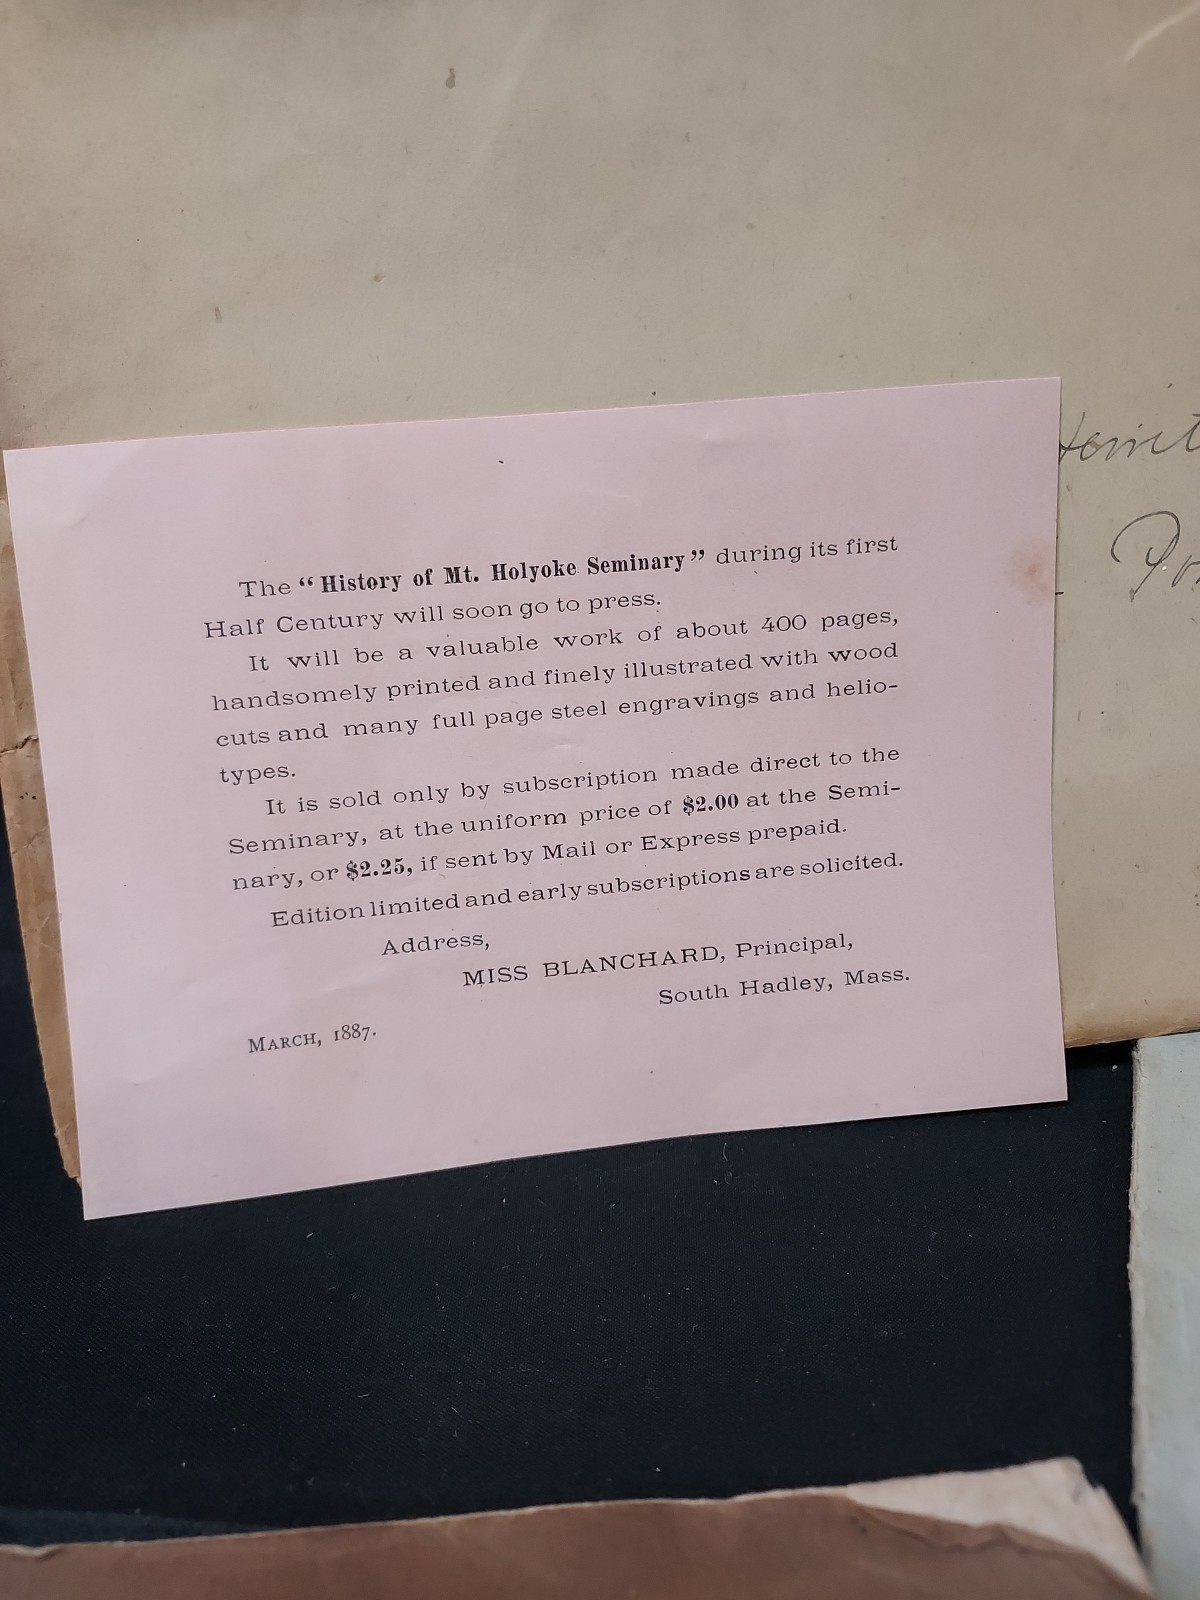 The “History of Mt. Holyoke Seminary” during its first
Half Century will soon go to press.
It will be a valuable work of about 400 pages,
handsomely printed and finely illustrated with wood
cuts and many full page steel engravings and helio-
types.
It is sold only by subscription made direct to the
Seminary, at the uniform price of $2.00 at the Semi-
nary, or $2.25, if sent by Mail or Express prepaid.
Edition limited and early subscriptions are solicited.
Address,
MISS BLANCHARD, Principal,
South Hadley, Mass.
MARCH, 1887.